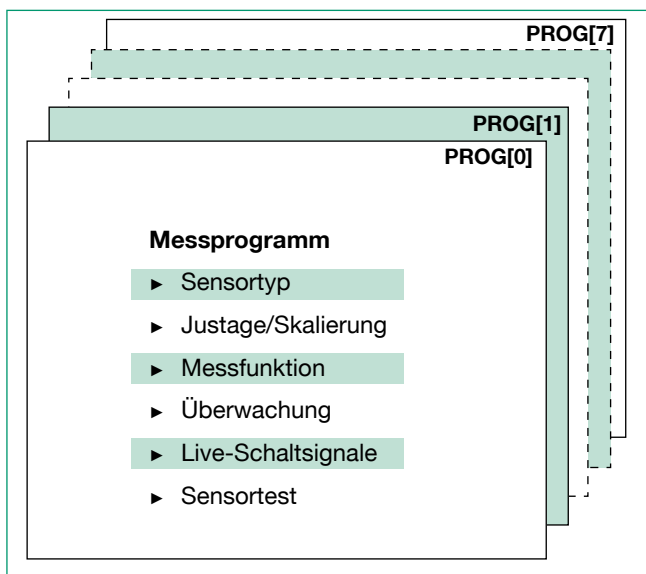 PROG[7]
PROG[1]
PROG[0]
Messprogramm
► Sensortyp
► Justage/Skalierung
► Messfunktion
► Überwachung
► Live-Schaltsignale
► Sensortest